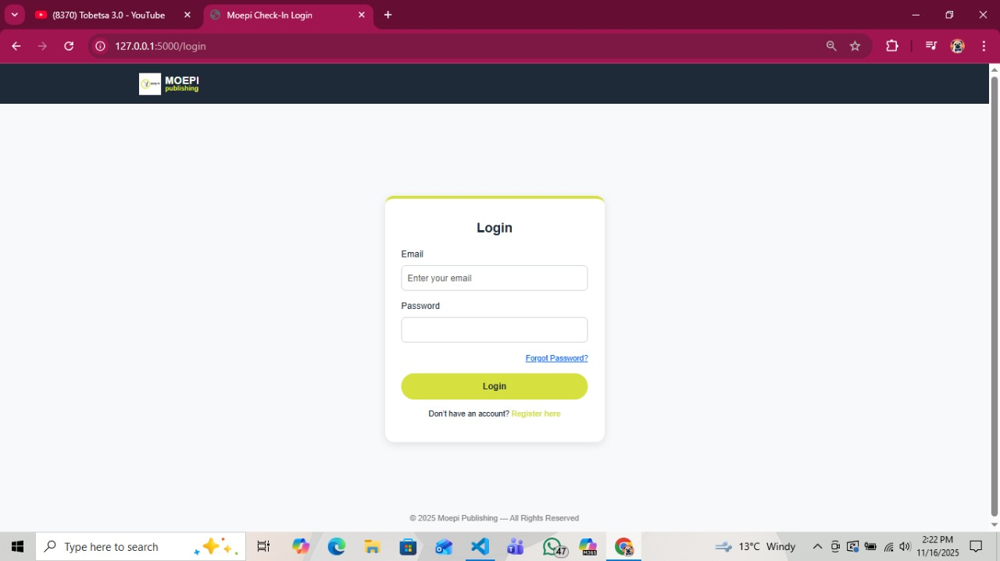 (8370) Tobetsa 3.0 - YouTube
Moepi Check-In Login
127.0.0.1:5000/login
MOEPI
publishing
Login
Email
Enter your email
Password
Forgot Password?
Login
Don't have an account? Register here
© 2025 Moepi Publishing — All Rights Reserved
Type here to search
47
M365
13°C Windy
2:22 PM
11/16/2025